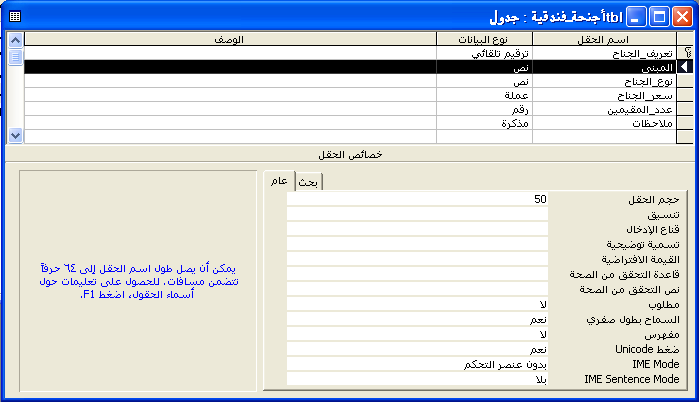 tblأجنحة_فندقية : جدول
اسم الحقل نوع البيانات الوصف
تعريف_الجناح ترقيم تلقائي
المبنى نص
نوع_الجناح نص
سعر_الجناح عملة
عدد_المقيمين رقم
ملاحظات مذكرة
خصائص الحقل
عام بحث
حجم الحقل 50
تنسيق
قناع الإدخال
تسمية توضيحية
القيمة الافتراضية
قاعدة التحقق من الصحة
نص التحقق من الصحة
مطلوب لا
السماح بطول صفري نعم
مفهرس لا
ضغط Unicode نعم
IME Mode بدون عنصر التحكم
IME Sentence Mode بلا
يمكن أن يصل طول اسم الحقل إلى ٦٤ حرفاً
تتضمن مسافات. للحصول على تعليمات حول
أسماء الحقول، اضغط F1.